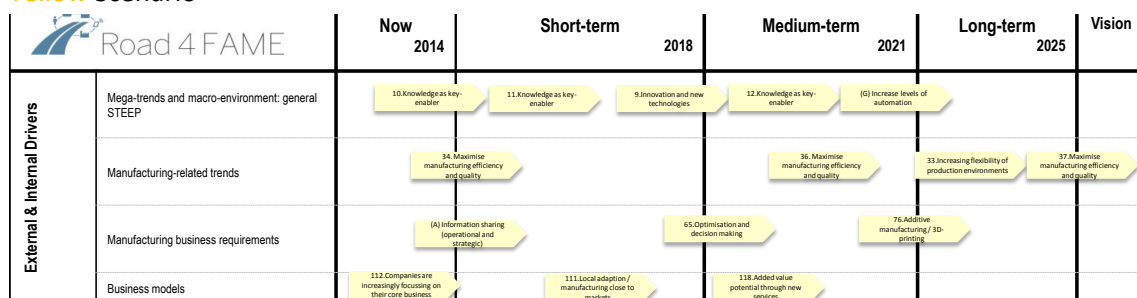 Yellow Scenario
Road 4 FAME
Now
2014
Short-term
2018
Medium-term
2021
Long-term
2025
Vision
External & Internal Drivers
Mega-trends and macro-environment: general
STEEP
10.Knowledge as key-
enabler
11.Knowledge as key-
enabler
9.Innovation and new
technologies
12.Knowledge as key-
enabler
(G) Increase levels of
automation
Manufacturing-related trends
34. Maximise
manufacturing efficiency
and quality
36. Maximise
manufacturing efficiency
and quality
33.Increasing flexibility of
production environments
37.Maximise
manufacturing efficiency
and quality
Manufacturing business requirements
(A) Information sharing
(operational and
strategic)
65.Optimisation and
decision making
76.Additive
manufacturing / 3D-
printing
Business models
112.Companies are
increasingly focussing on
their core business
111.Local adaption /
manufacturing close to
markets
118.Added value
potential through new
services